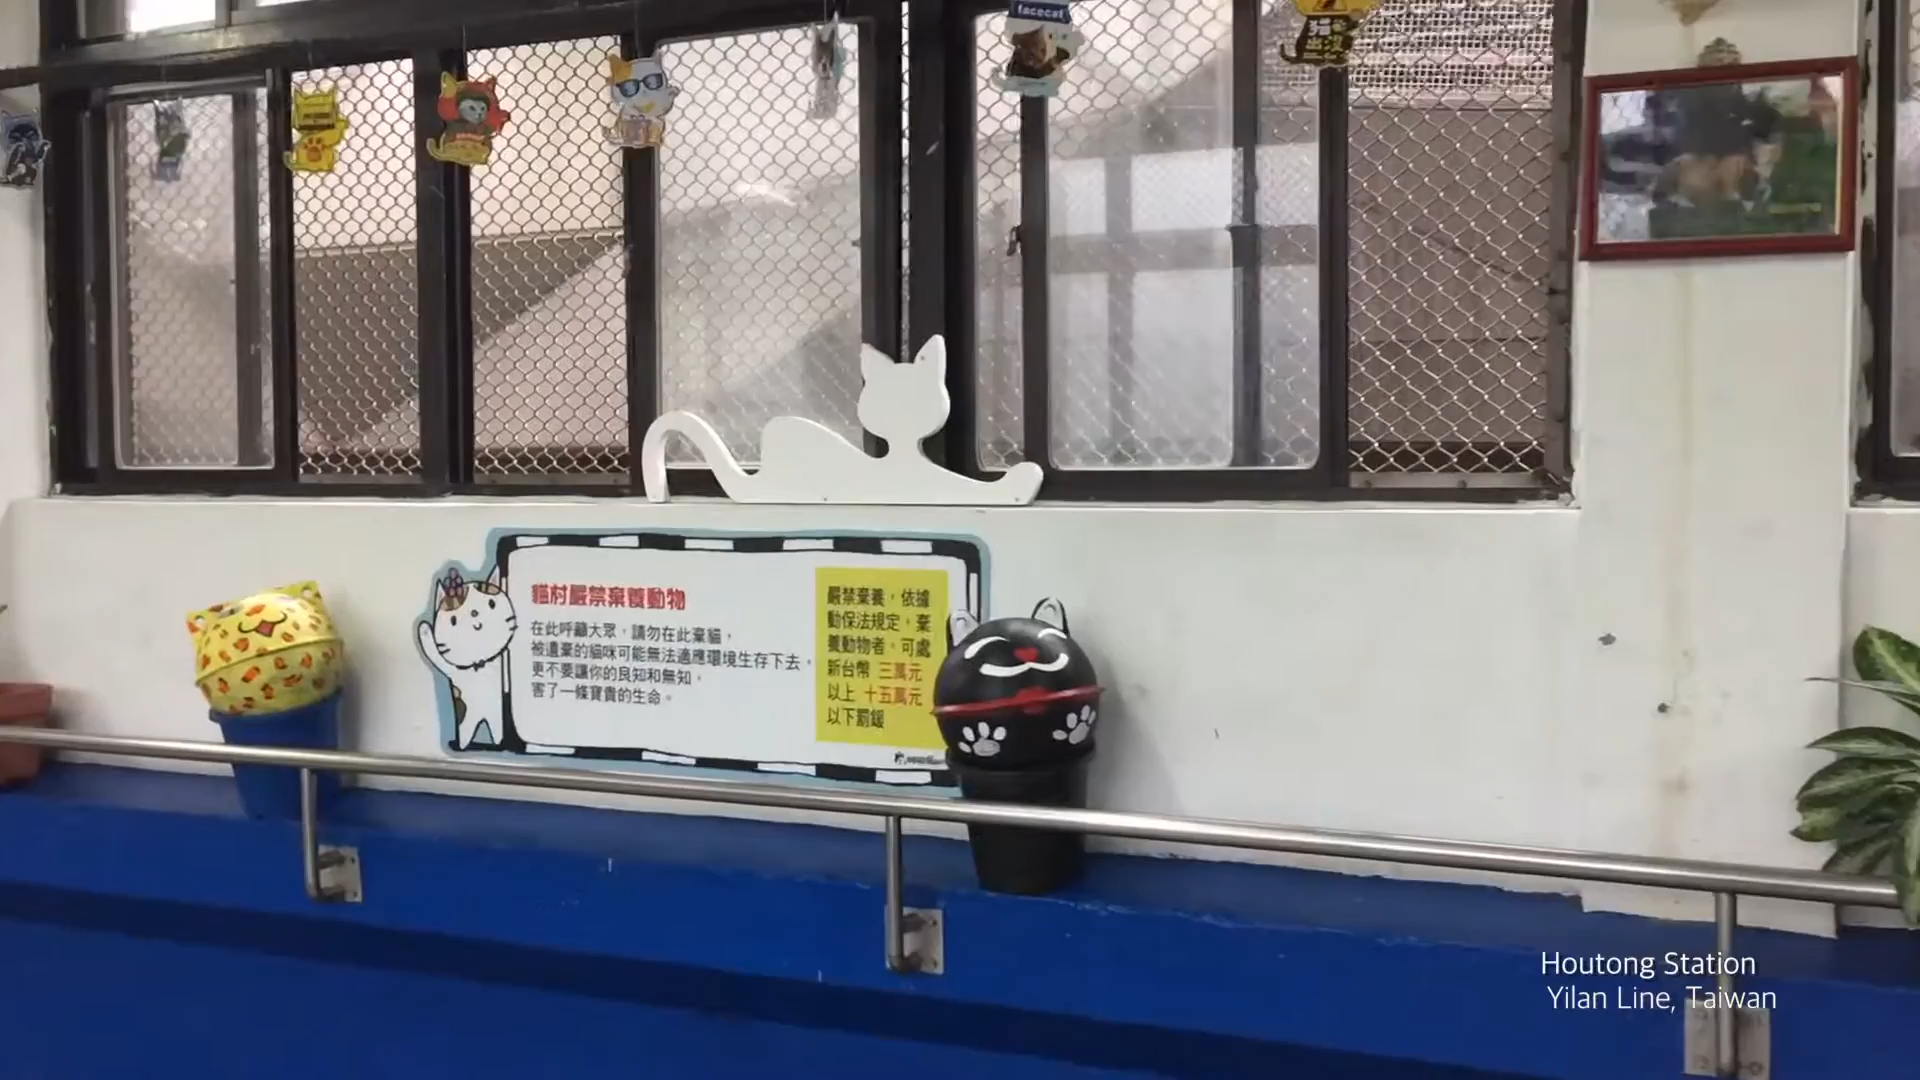 facecat
貓
出沒
貓村嚴禁棄養動物
在此呼籲大眾，請勿在此棄貓，
被遺棄的貓咪可能無法適應環境生存下去，
更不要讓你的良知和無知，
害了一條寶貴的生命。
嚴禁棄養，依據
動保法規定，棄
養動物者，可處
新台幣 三萬元
以上 十五萬元
以下罰鍰
Houtong Station
Yilan Line, Taiwan